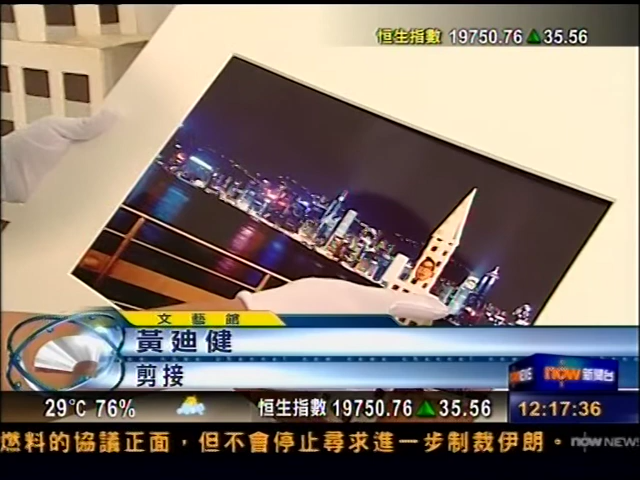 恒生指數 19750.76 ▲ 35.56
文藝館
黃廸健
剪接
now 新聞台
29°C 76%
恒生指數 19750.76 ▲ 35.56
12:17:36
燃料的協議正面，但不會停止尋求進一步制裁伊朗。
now NEWS